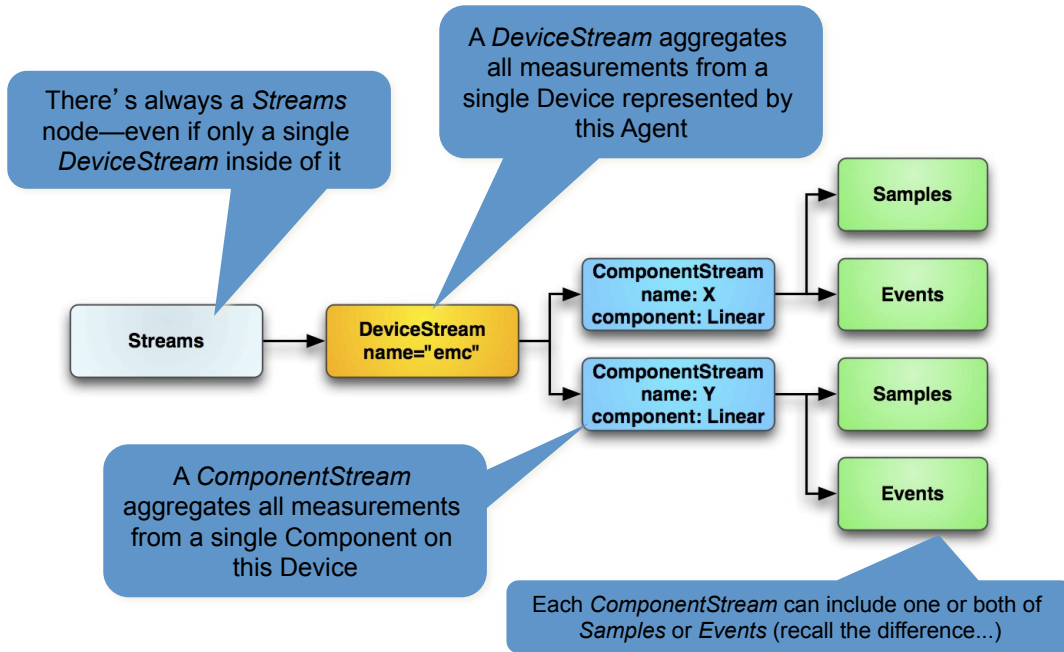 There's always a Streams
node—even if only a single
DeviceStream inside of it
A DeviceStream aggregates
all measurements from a
single Device represented by
this Agent
Streams
DeviceStream
name="emc"
ComponentStream
name: X
component: Linear
Samples
Events
ComponentStream
name: Y
component: Linear
Samples
Events
A ComponentStream
aggregates all measurements
from a single Component on
this Device
Each ComponentStream can include one or both of
Samples or Events (recall the difference...)